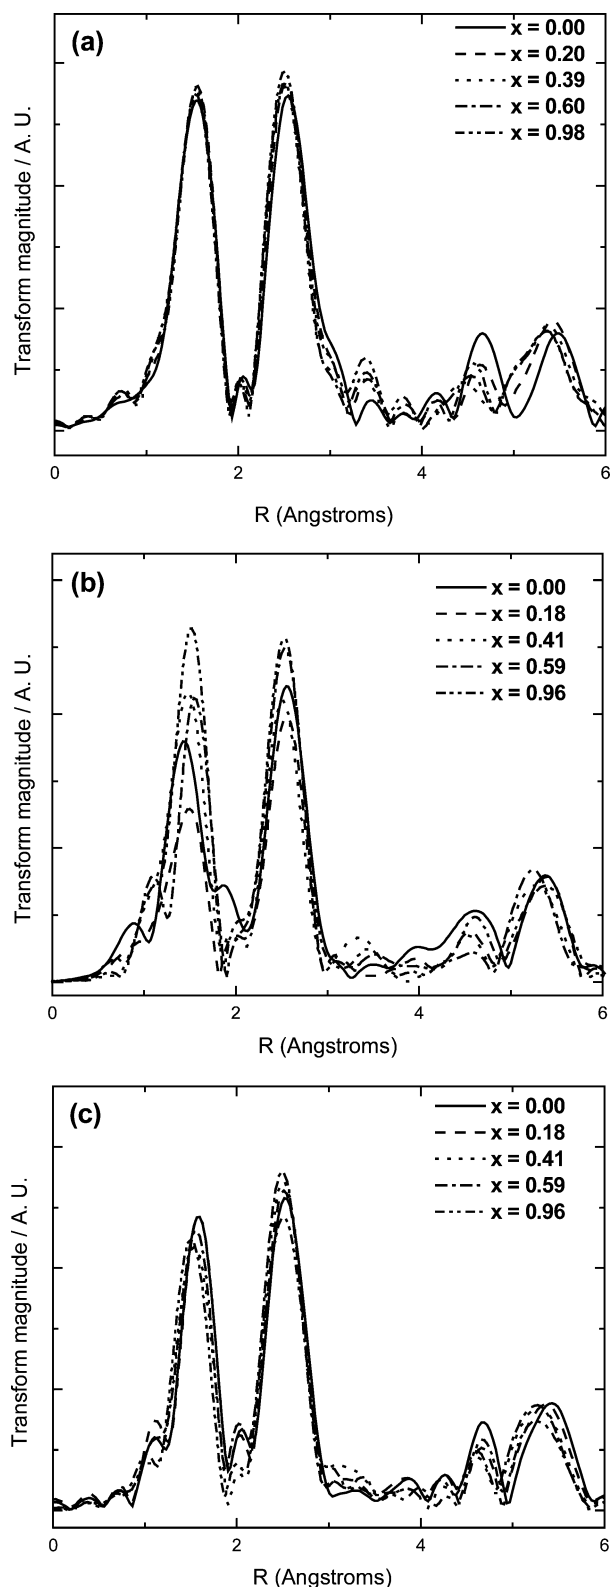 (a)
x = 0.00
x = 0.20
x = 0.39
x = 0.60
x = 0.98
Transform magnitude / A. U.
0 2 4 6
R (Angstroms)
(b)
x = 0.00
x = 0.18
x = 0.41
x = 0.59
x = 0.96
Transform magnitude / A. U.
0 2 4 6
R (Angstroms)
(c)
x = 0.00
x = 0.18
x = 0.41
x = 0.59
x = 0.96
Transform magnitude / A. U.
0 2 4 6
R (Angstroms)